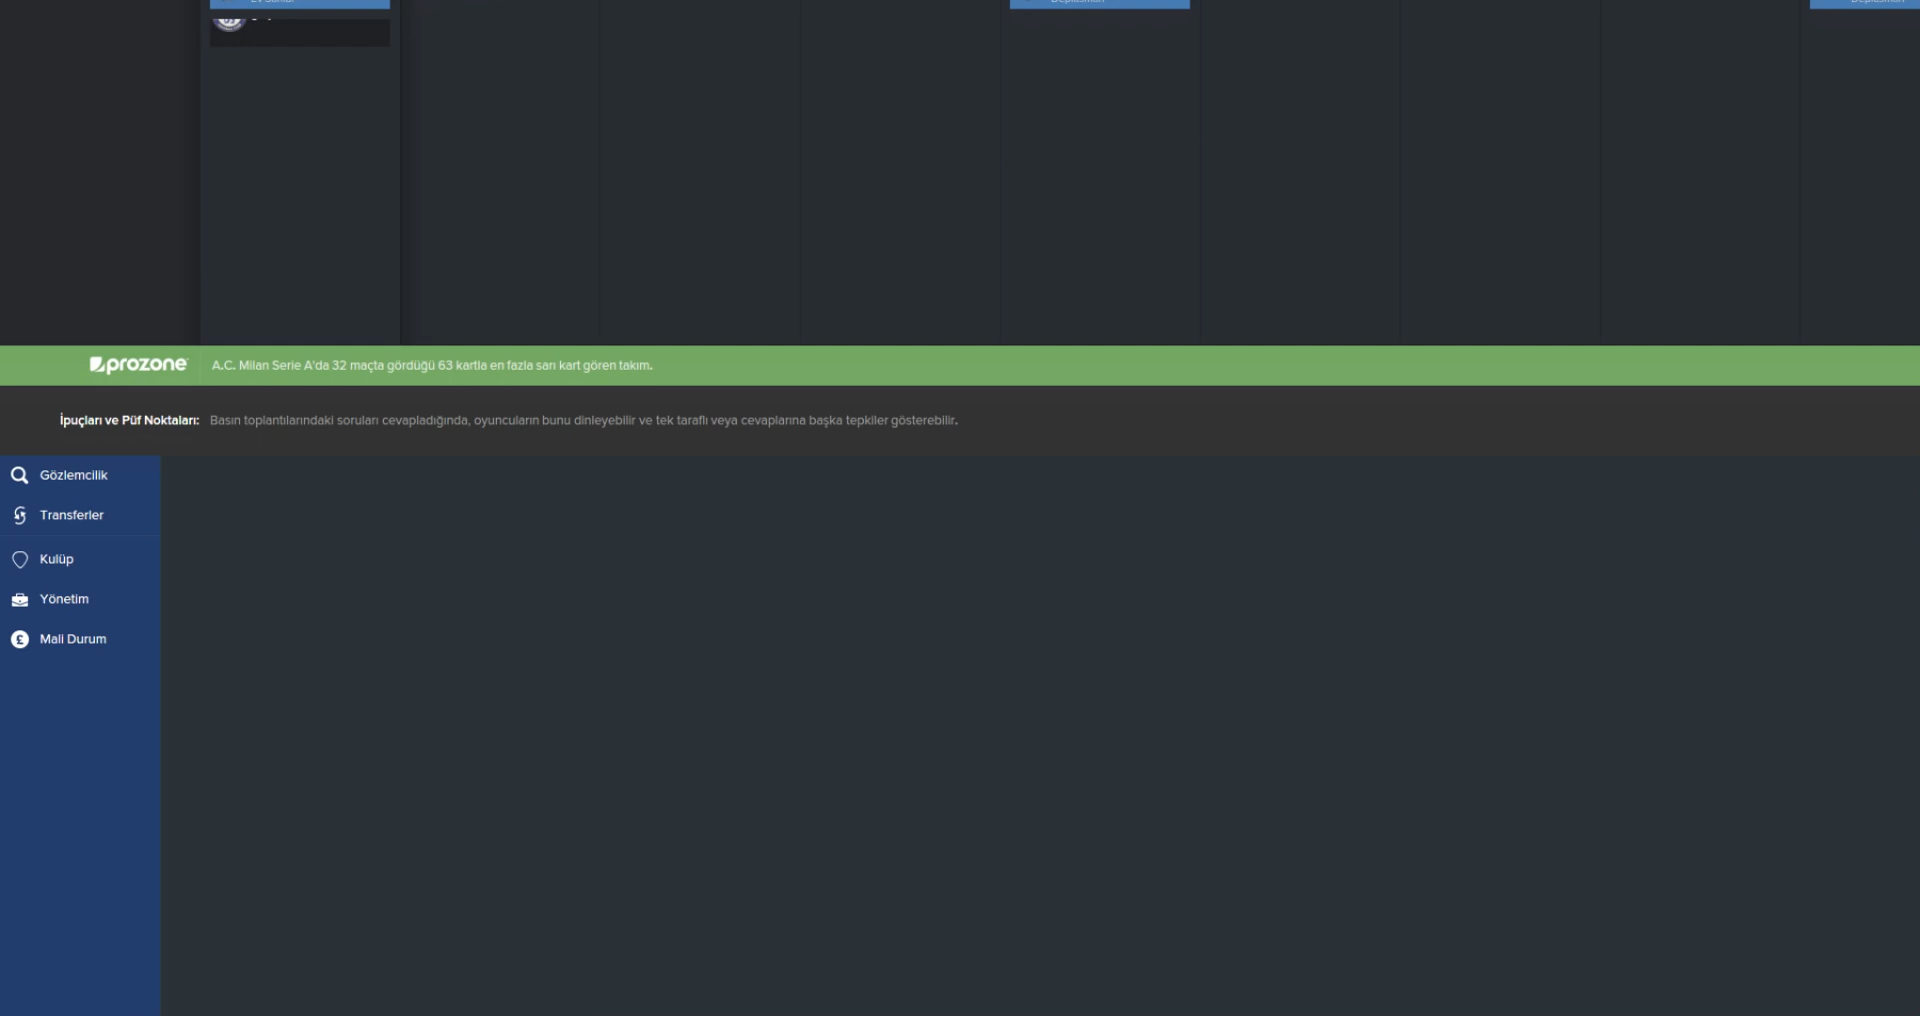 prozone
A.C. Milan Serie A'da 32 maçta gördüğü 63 kartla en fazla sarı kart gören takım.
İpuçları ve Püf Noktaları: Basın toplantılarındaki soruları cevapladığında, oyuncuların bunu dinleyebilir ve tek taraflı veya cevaplarına başka tepkiler gösterebilir.
Gözlemcilik
Transferler
Kulüp
Yönetim
Mali Durum